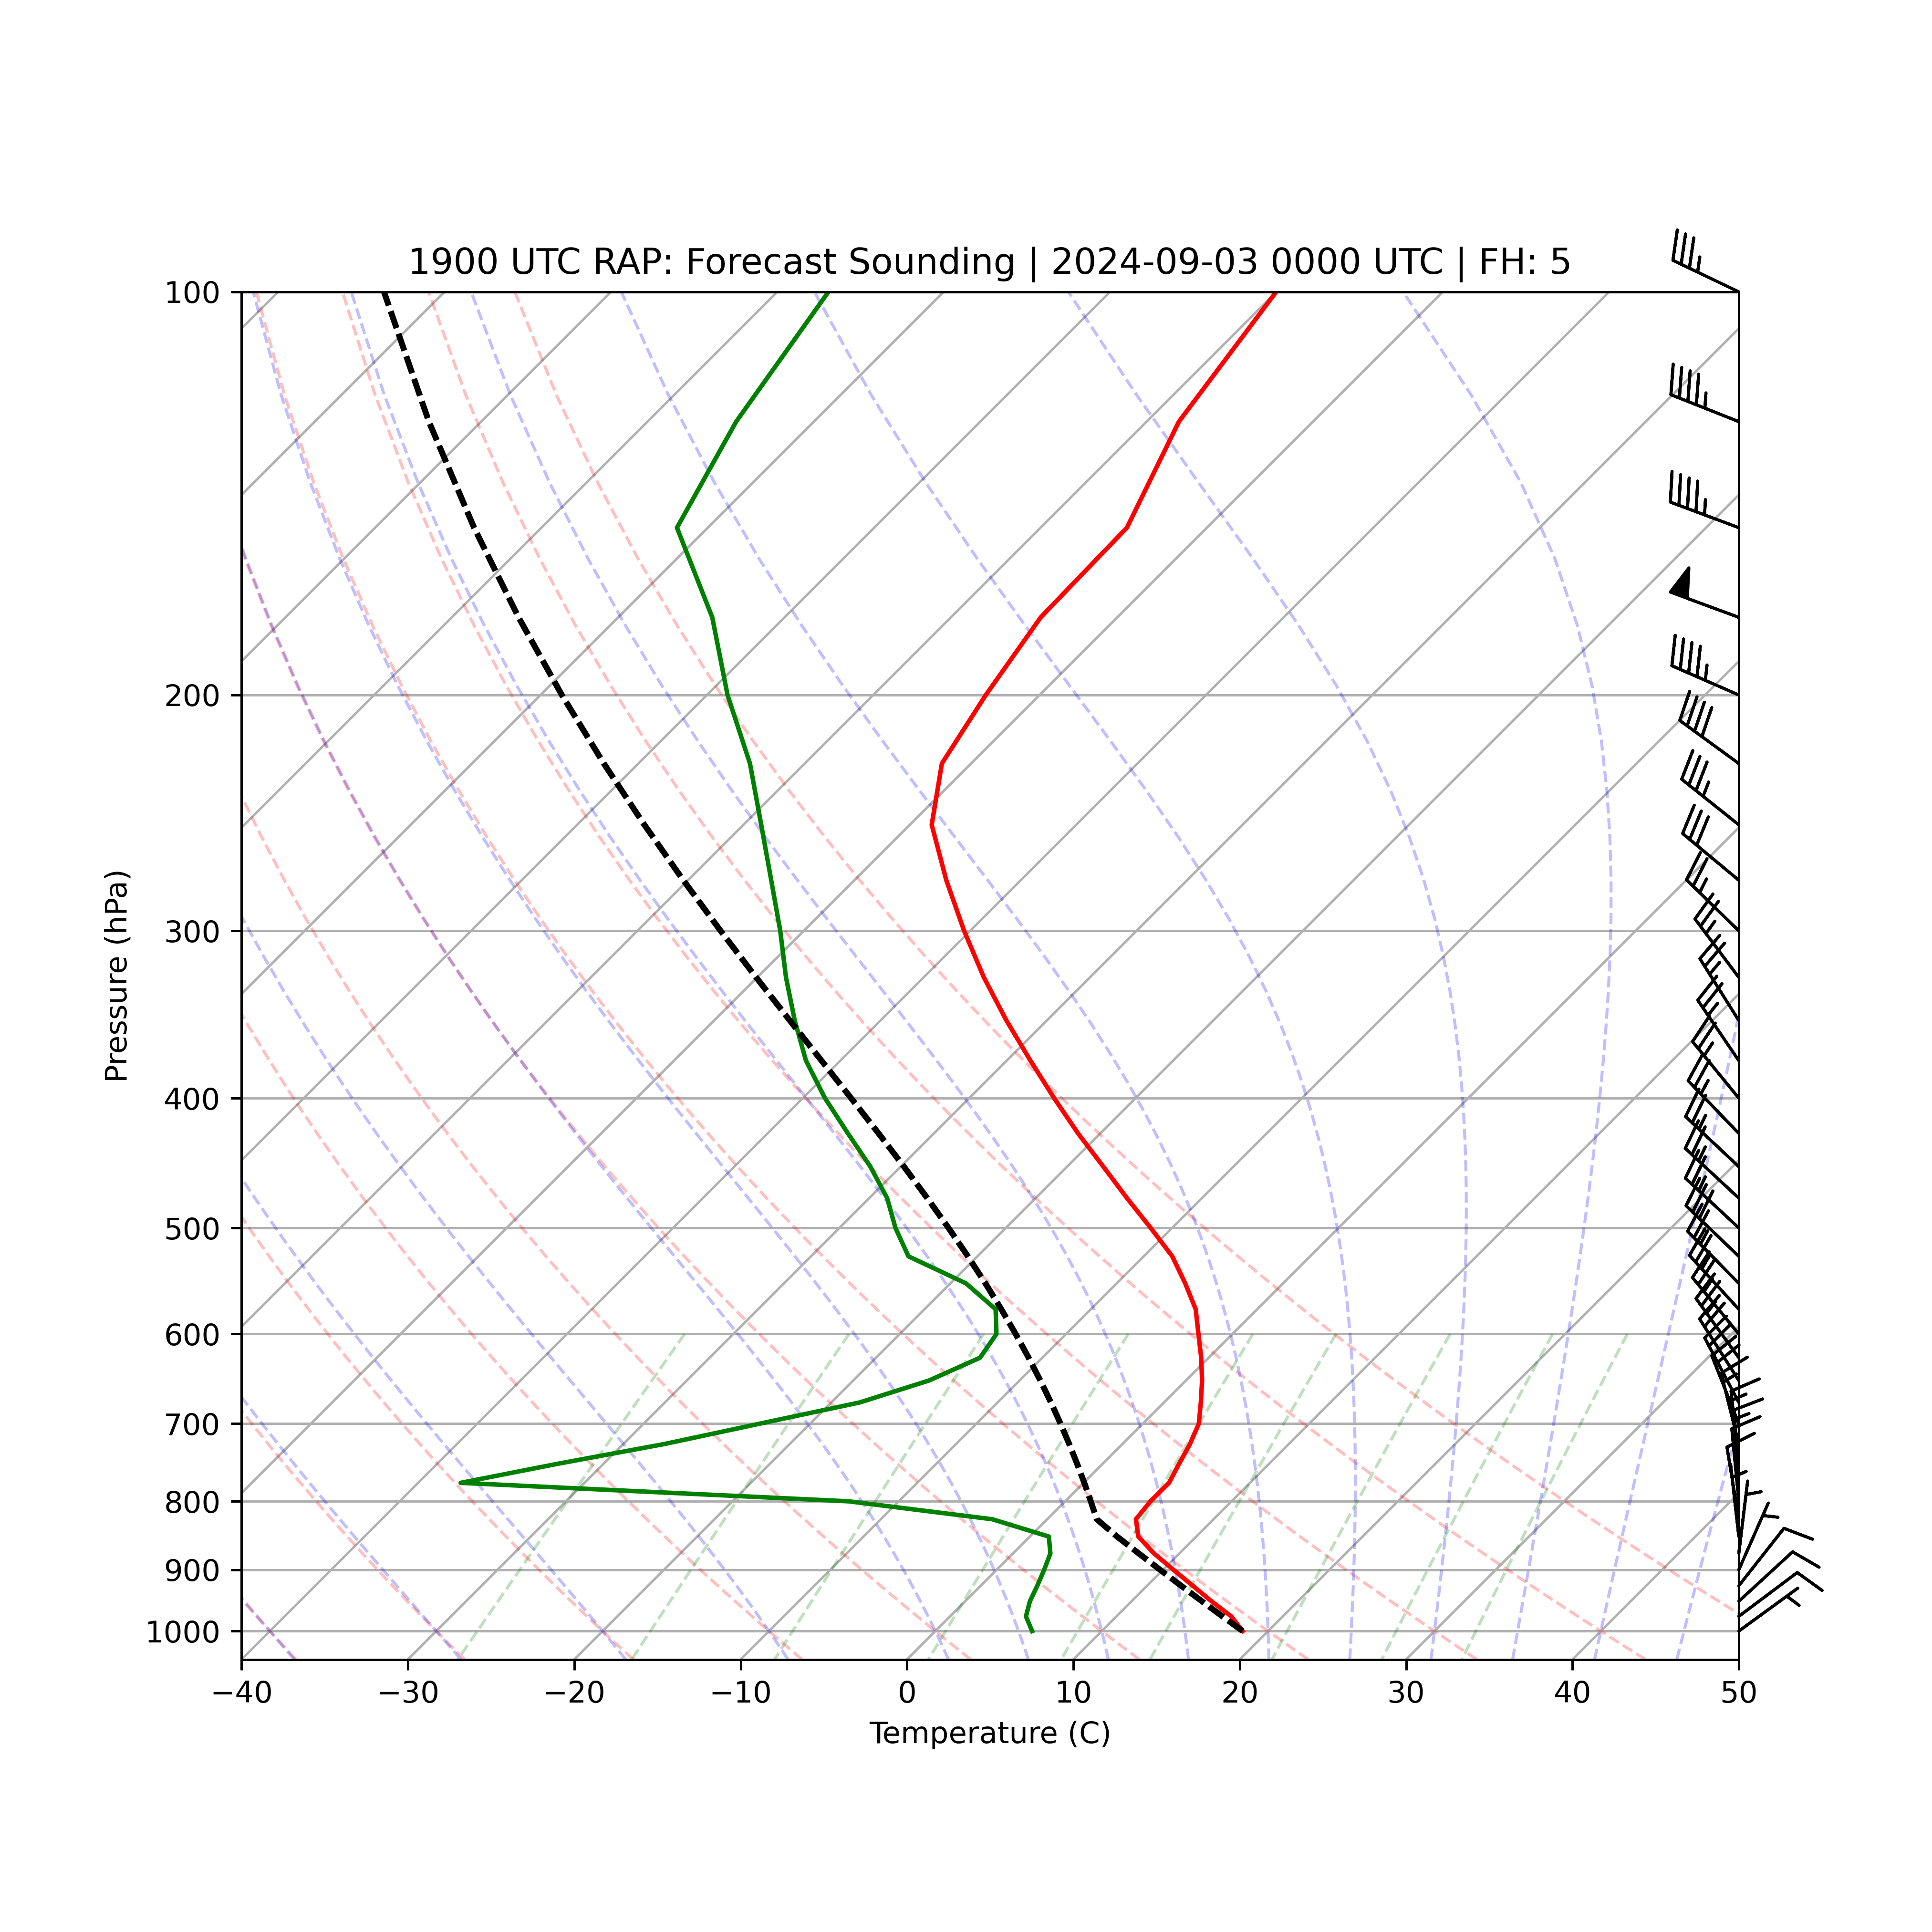 1900 UTC RAP: Forecast Sounding | 2024-09-03 0000 UTC | FH: 5
100
200
300
400
500
600
700
800
900
1000
Pressure (hPa)
−40 −30 −20 −10 0 10 20 30 40 50
Temperature (C)